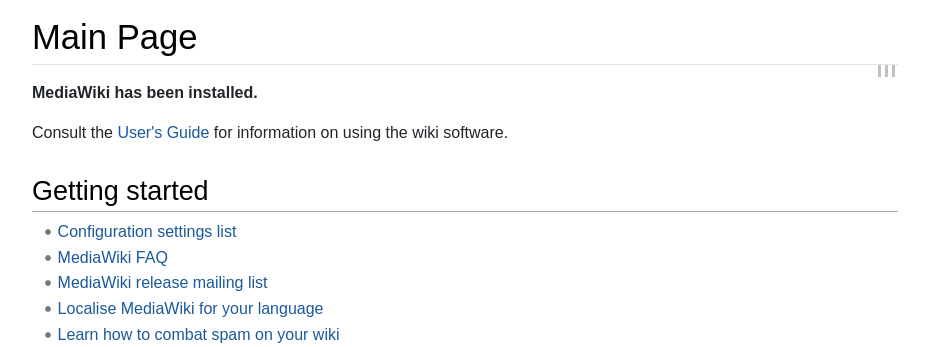 Main Page
MediaWiki has been installed.
Consult the User's Guide for information on using the wiki software.
Getting started
Configuration settings list
MediaWiki FAQ
MediaWiki release mailing list
Localise MediaWiki for your language
Learn how to combat spam on your wiki